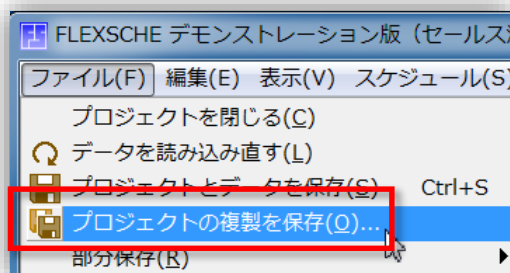 FLEXSCHE デモンストレーション版（セールス
ファイル(F) 編集(E) 表示(V) スケジュール(S)
プロジェクトを閉じる(C)
データを読み込み直す(L)
プロジェクトとデータを保存(S) Ctrl+S
プロジェクトの複製を保存(O)...
部分保存(R)